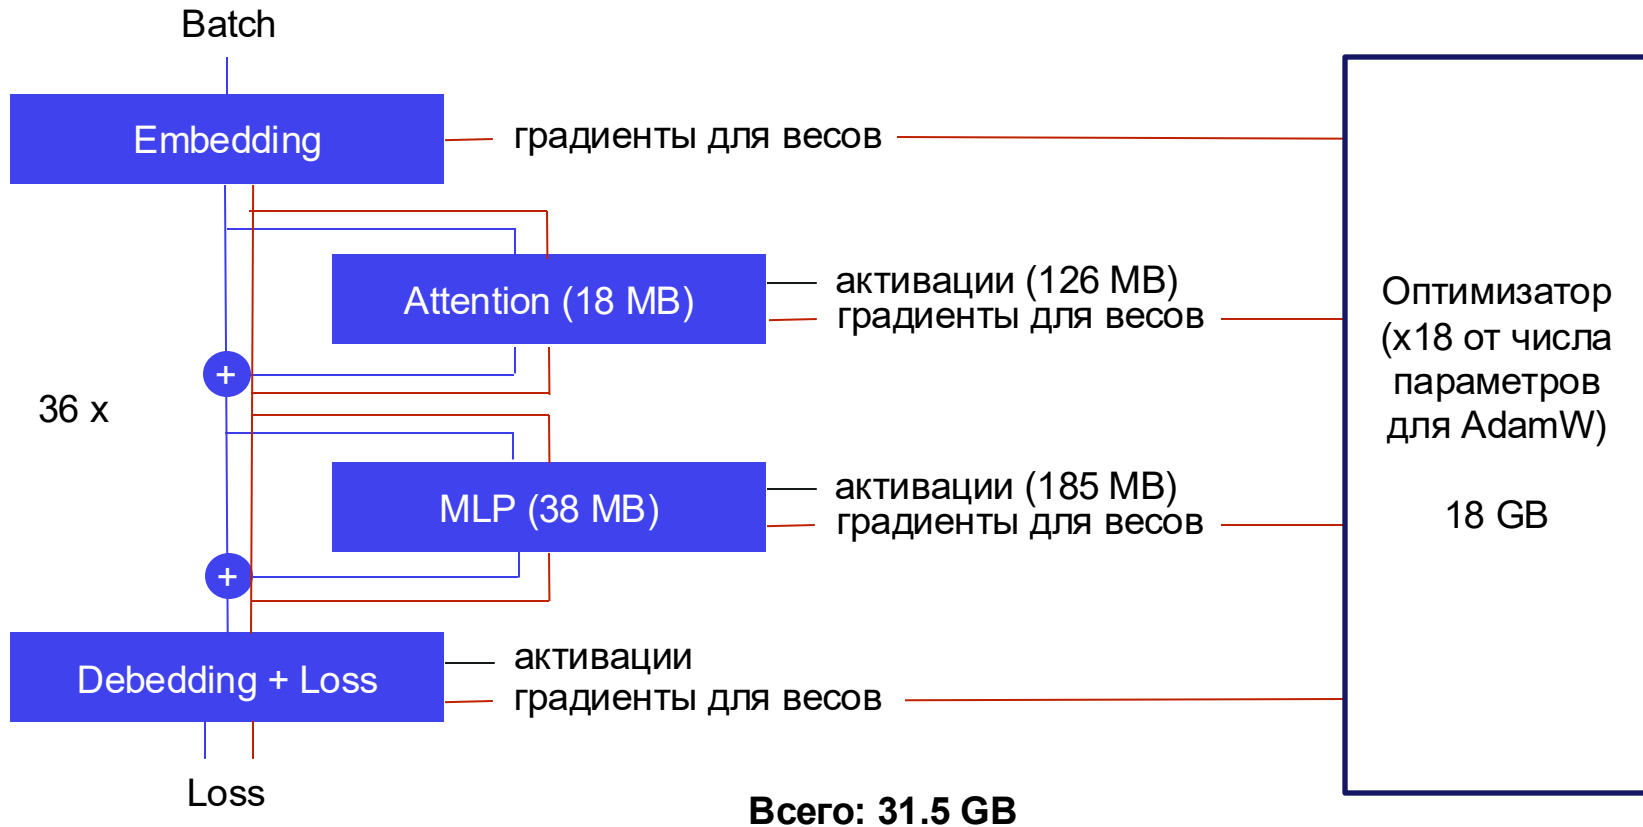 Batch
Embedding
градиенты для весов
Attention (18 MB)
активации (126 MB)
градиенты для весов
+
36 x
MLP (38 MB)
активации (185 MB)
градиенты для весов
+
Debedding + Loss
активации
градиенты для весов
Loss
Оптимизатор
(x18 от числа
параметров
для AdamW)
18 GB
Всего: 31.5 GB